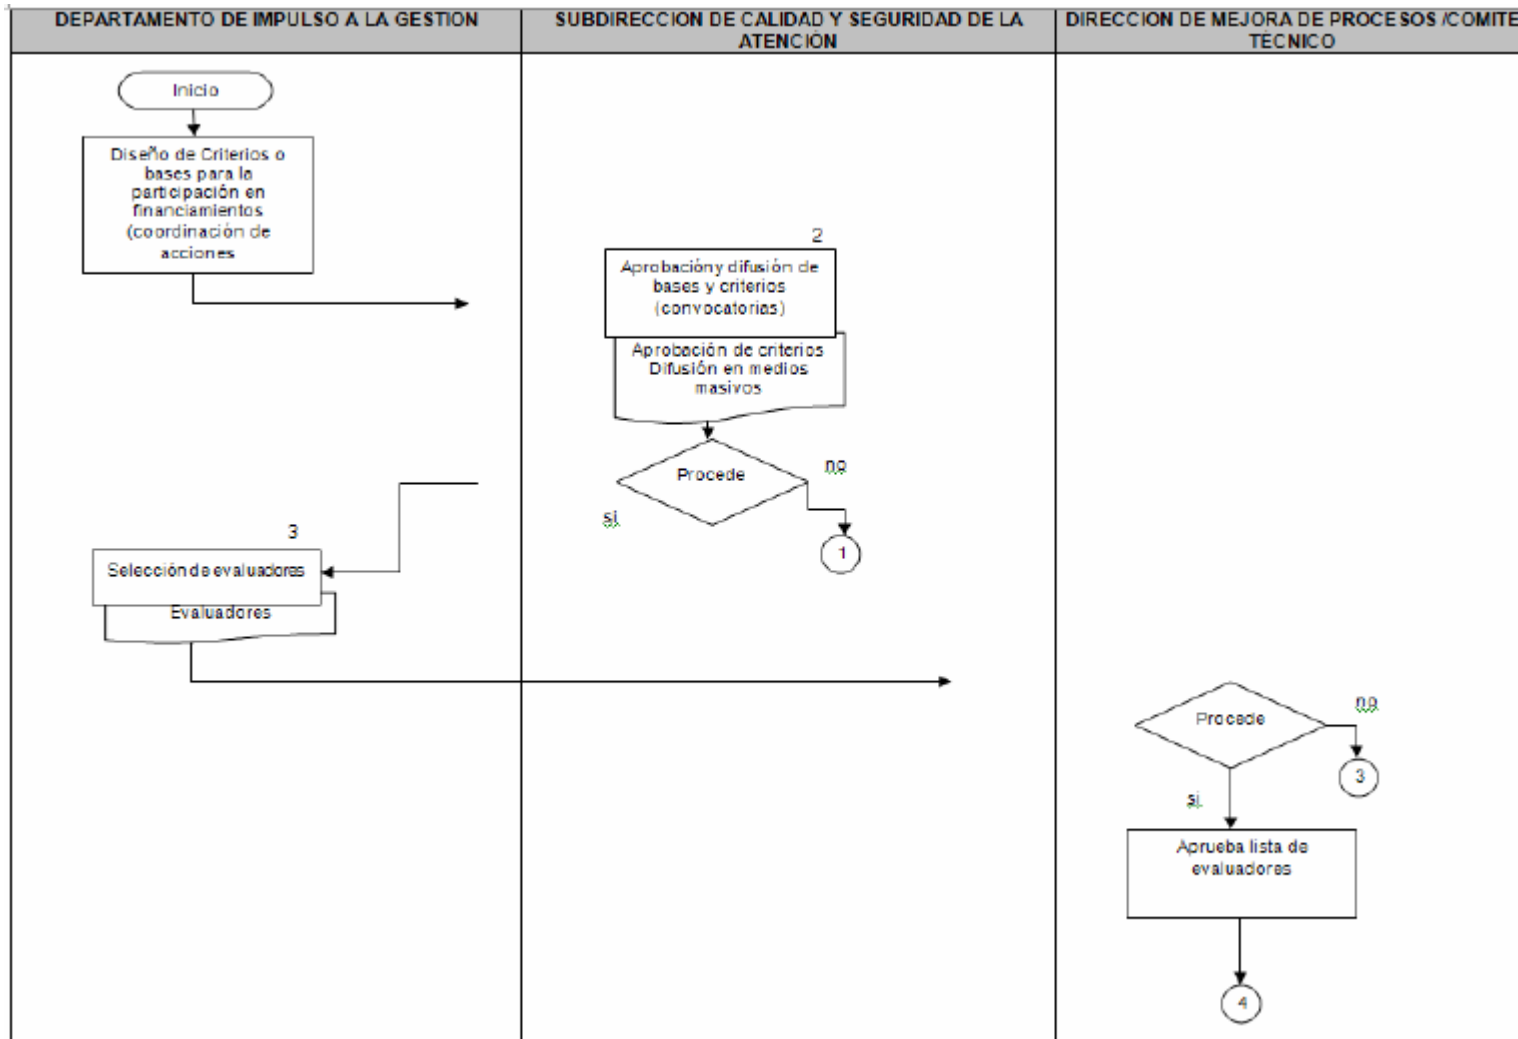 DEPARTAMENTO DE IMPULSO A LA GESTION
SUBDIRECCION DE CALIDAD Y SEGURIDAD DE LA
ATENCIÓN
DIRECCION DE MEJORA DE PROCESOS /COMITE
TÉCNICO
Inicio
Diseño de Criterios o
bases para la
participación en
financiamientos
(coordinación de
acciones
2
Aprobación y difusión de
bases y criterios
(convocatorias)
Aprobación de criterios
Difusión en medios
masivos
Procede
no
si
1
3
Selección de evaluadores
Evaluadores
Procede
no
3
si
Aprueba lista de
evaluadores
4